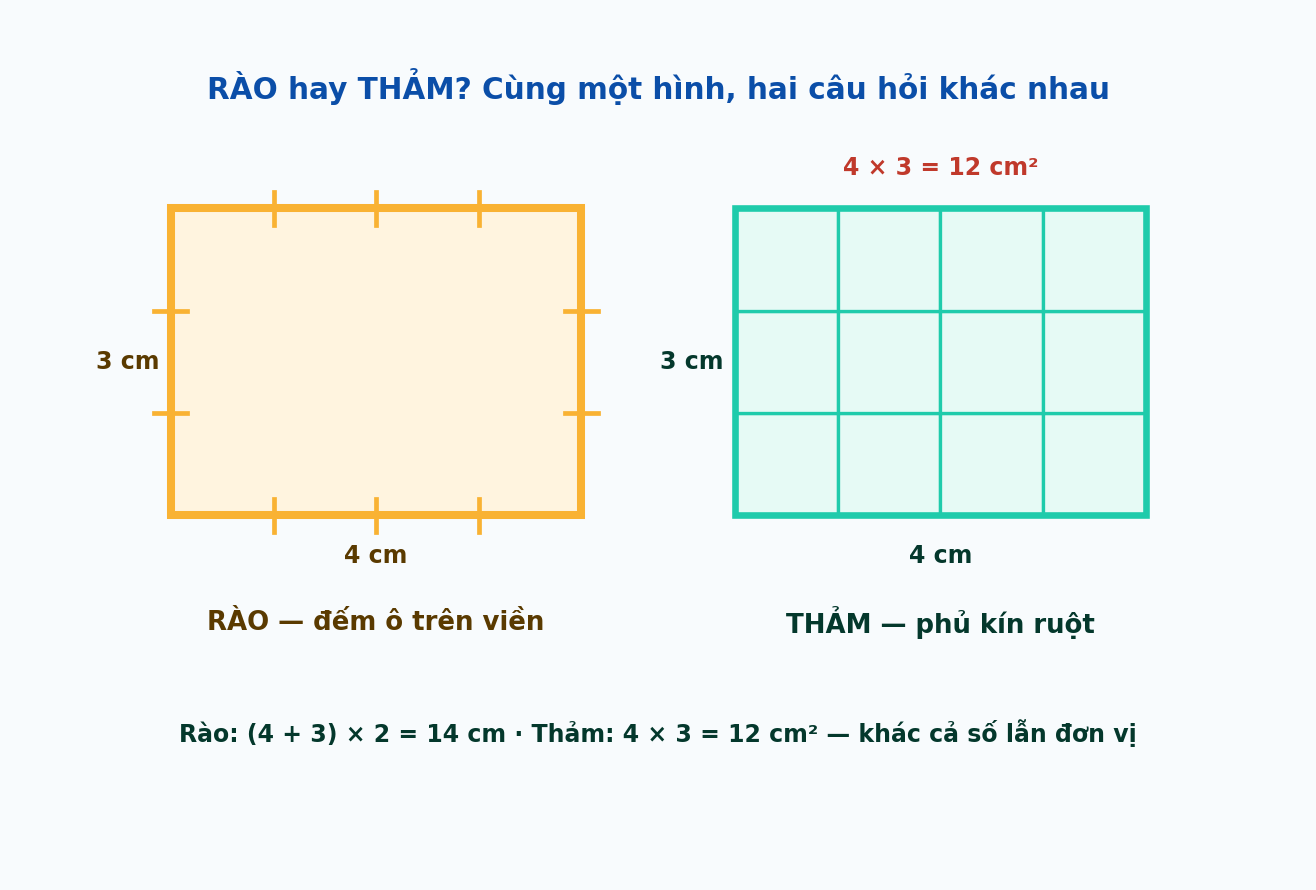 RÀO hay THẢM? Cùng một hình, hai câu hỏi khác nhau
4 × 3 = 12 cm²
3 cm
3 cm
4 cm
4 cm
RÀO — đếm ô trên viền
THẢM — phủ kín ruột
Rào: (4 + 3) × 2 = 14 cm · Thảm: 4 × 3 = 12 cm² — khác cả số lẫn đơn vị